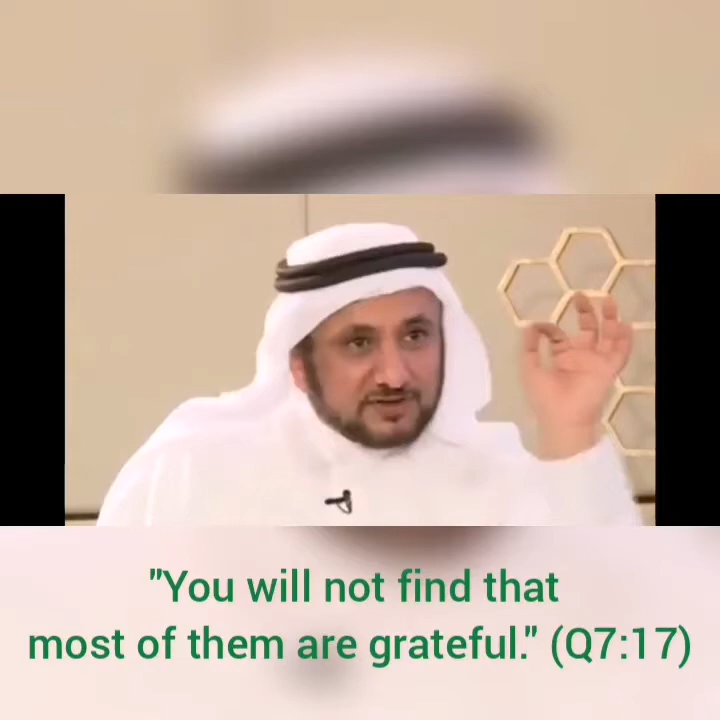 "You will not find that
most of them are grateful." (Q7:17)